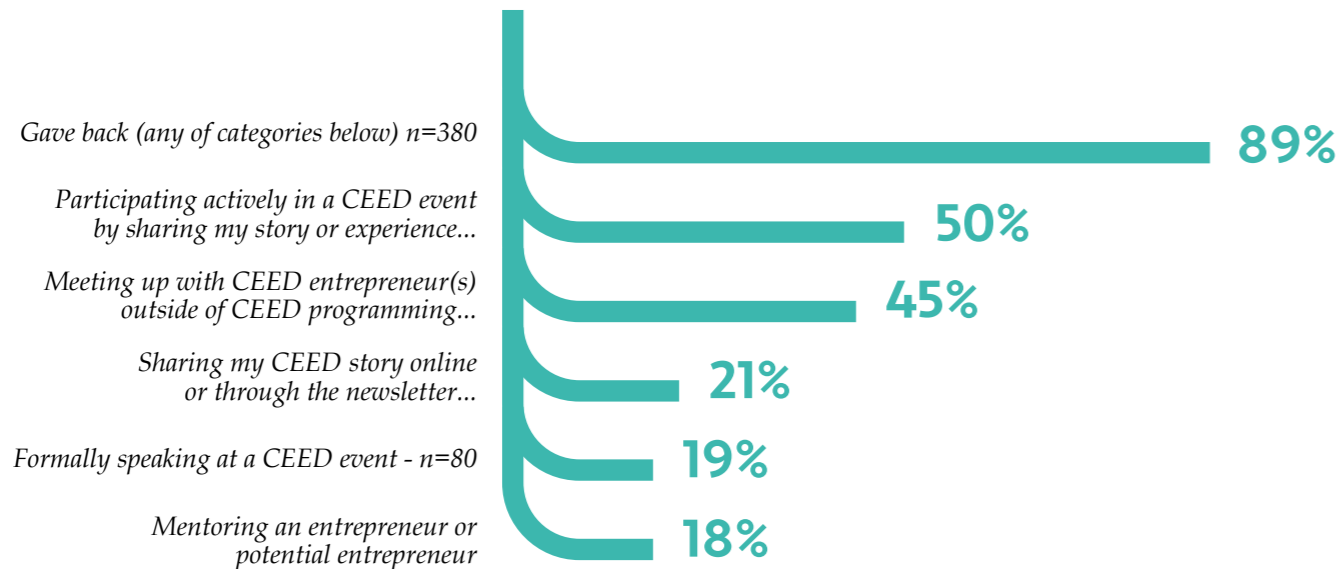 Gave back (any of categories below) n=380
89%
Participating actively in a CEED event
by sharing my story or experience...
50%
Meeting up with CEED entrepreneur(s)
outside of CEED programming...
45%
Sharing my CEED story online
or through the newsletter...
21%
Formally speaking at a CEED event - n=80
19%
Mentoring an entrepreneur or
potential entrepreneur
18%